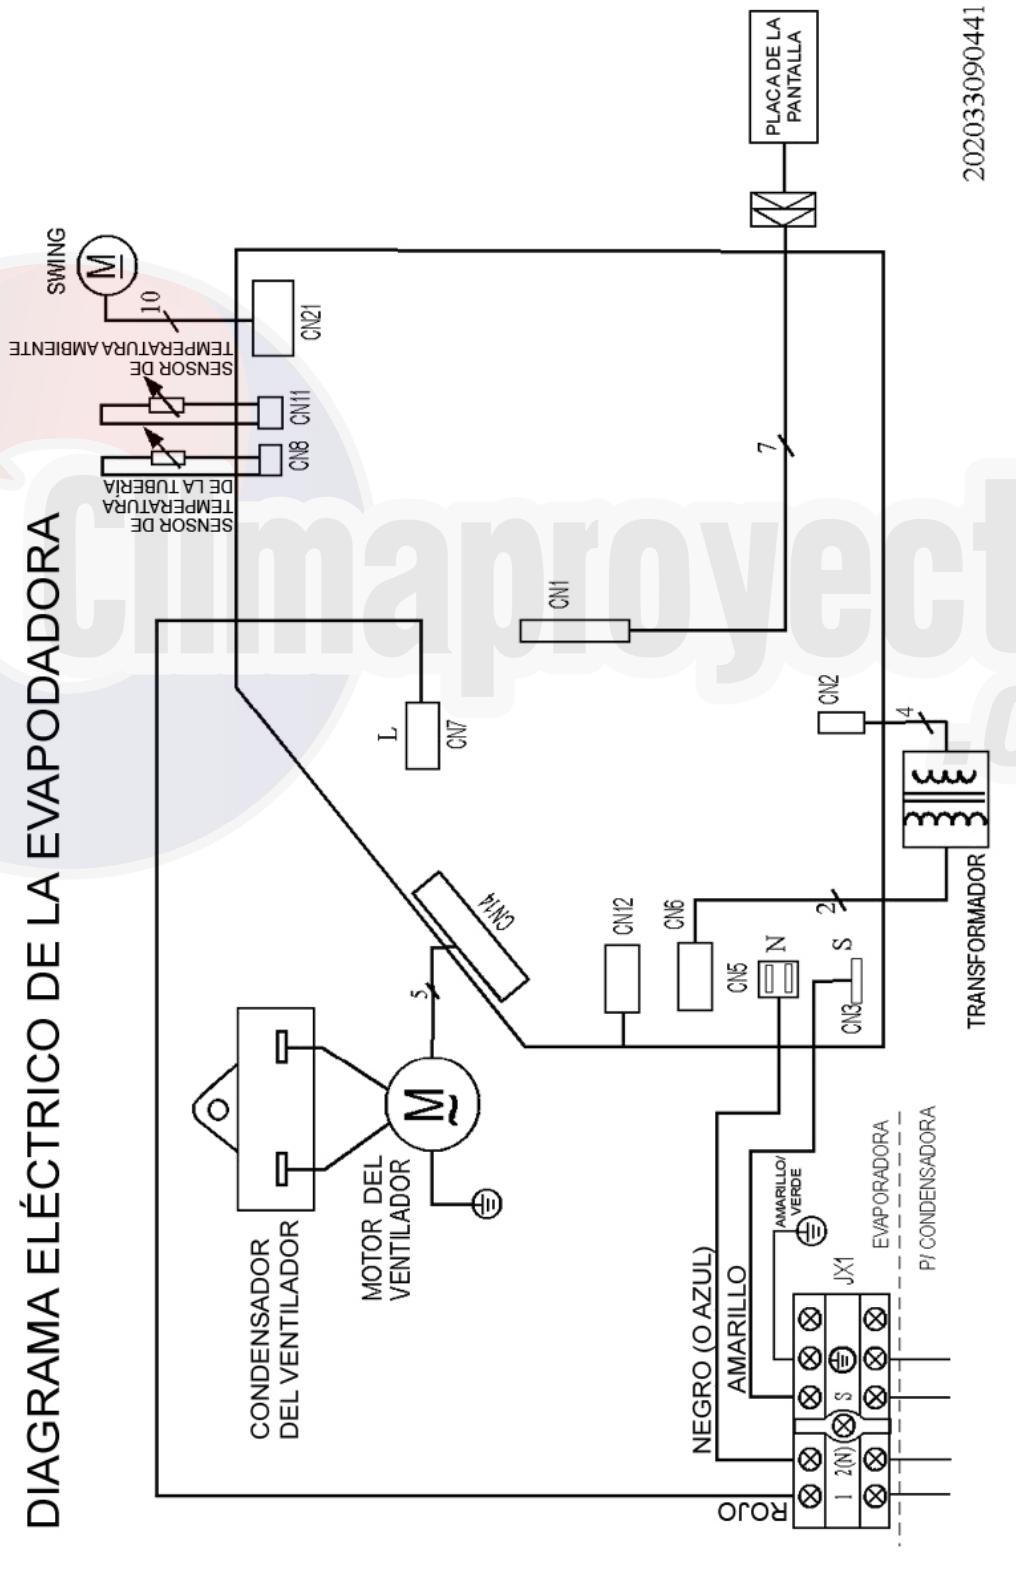 DIAGRAMA ELÉCTRICO DE LA EVAPODADORA
SWING
M
10
SENSOR DE
TEMPERATURA AMBIENTE
SENSOR DE
TEMPERATURA
DE LA TUBERÍA
CN21
CN11
CN8
PLACA DE LA
PANTALLA
7
CN1
L
CN7
CN2
4
TRANSFORMADOR
2
CN6
CN12
CN14
5
CN5
N
CN3
S
CONDENSADOR
DEL VENTILADOR
M
~
MOTOR DEL
VENTILADOR
NEGRO (O AZUL)
AMARILLO
AMARILLO/
VERDE
ROJO
JX1
1
2(N)
S
EVAPORADORA
P/ CONDENSADORA
202033090441
Climaproyect
.c